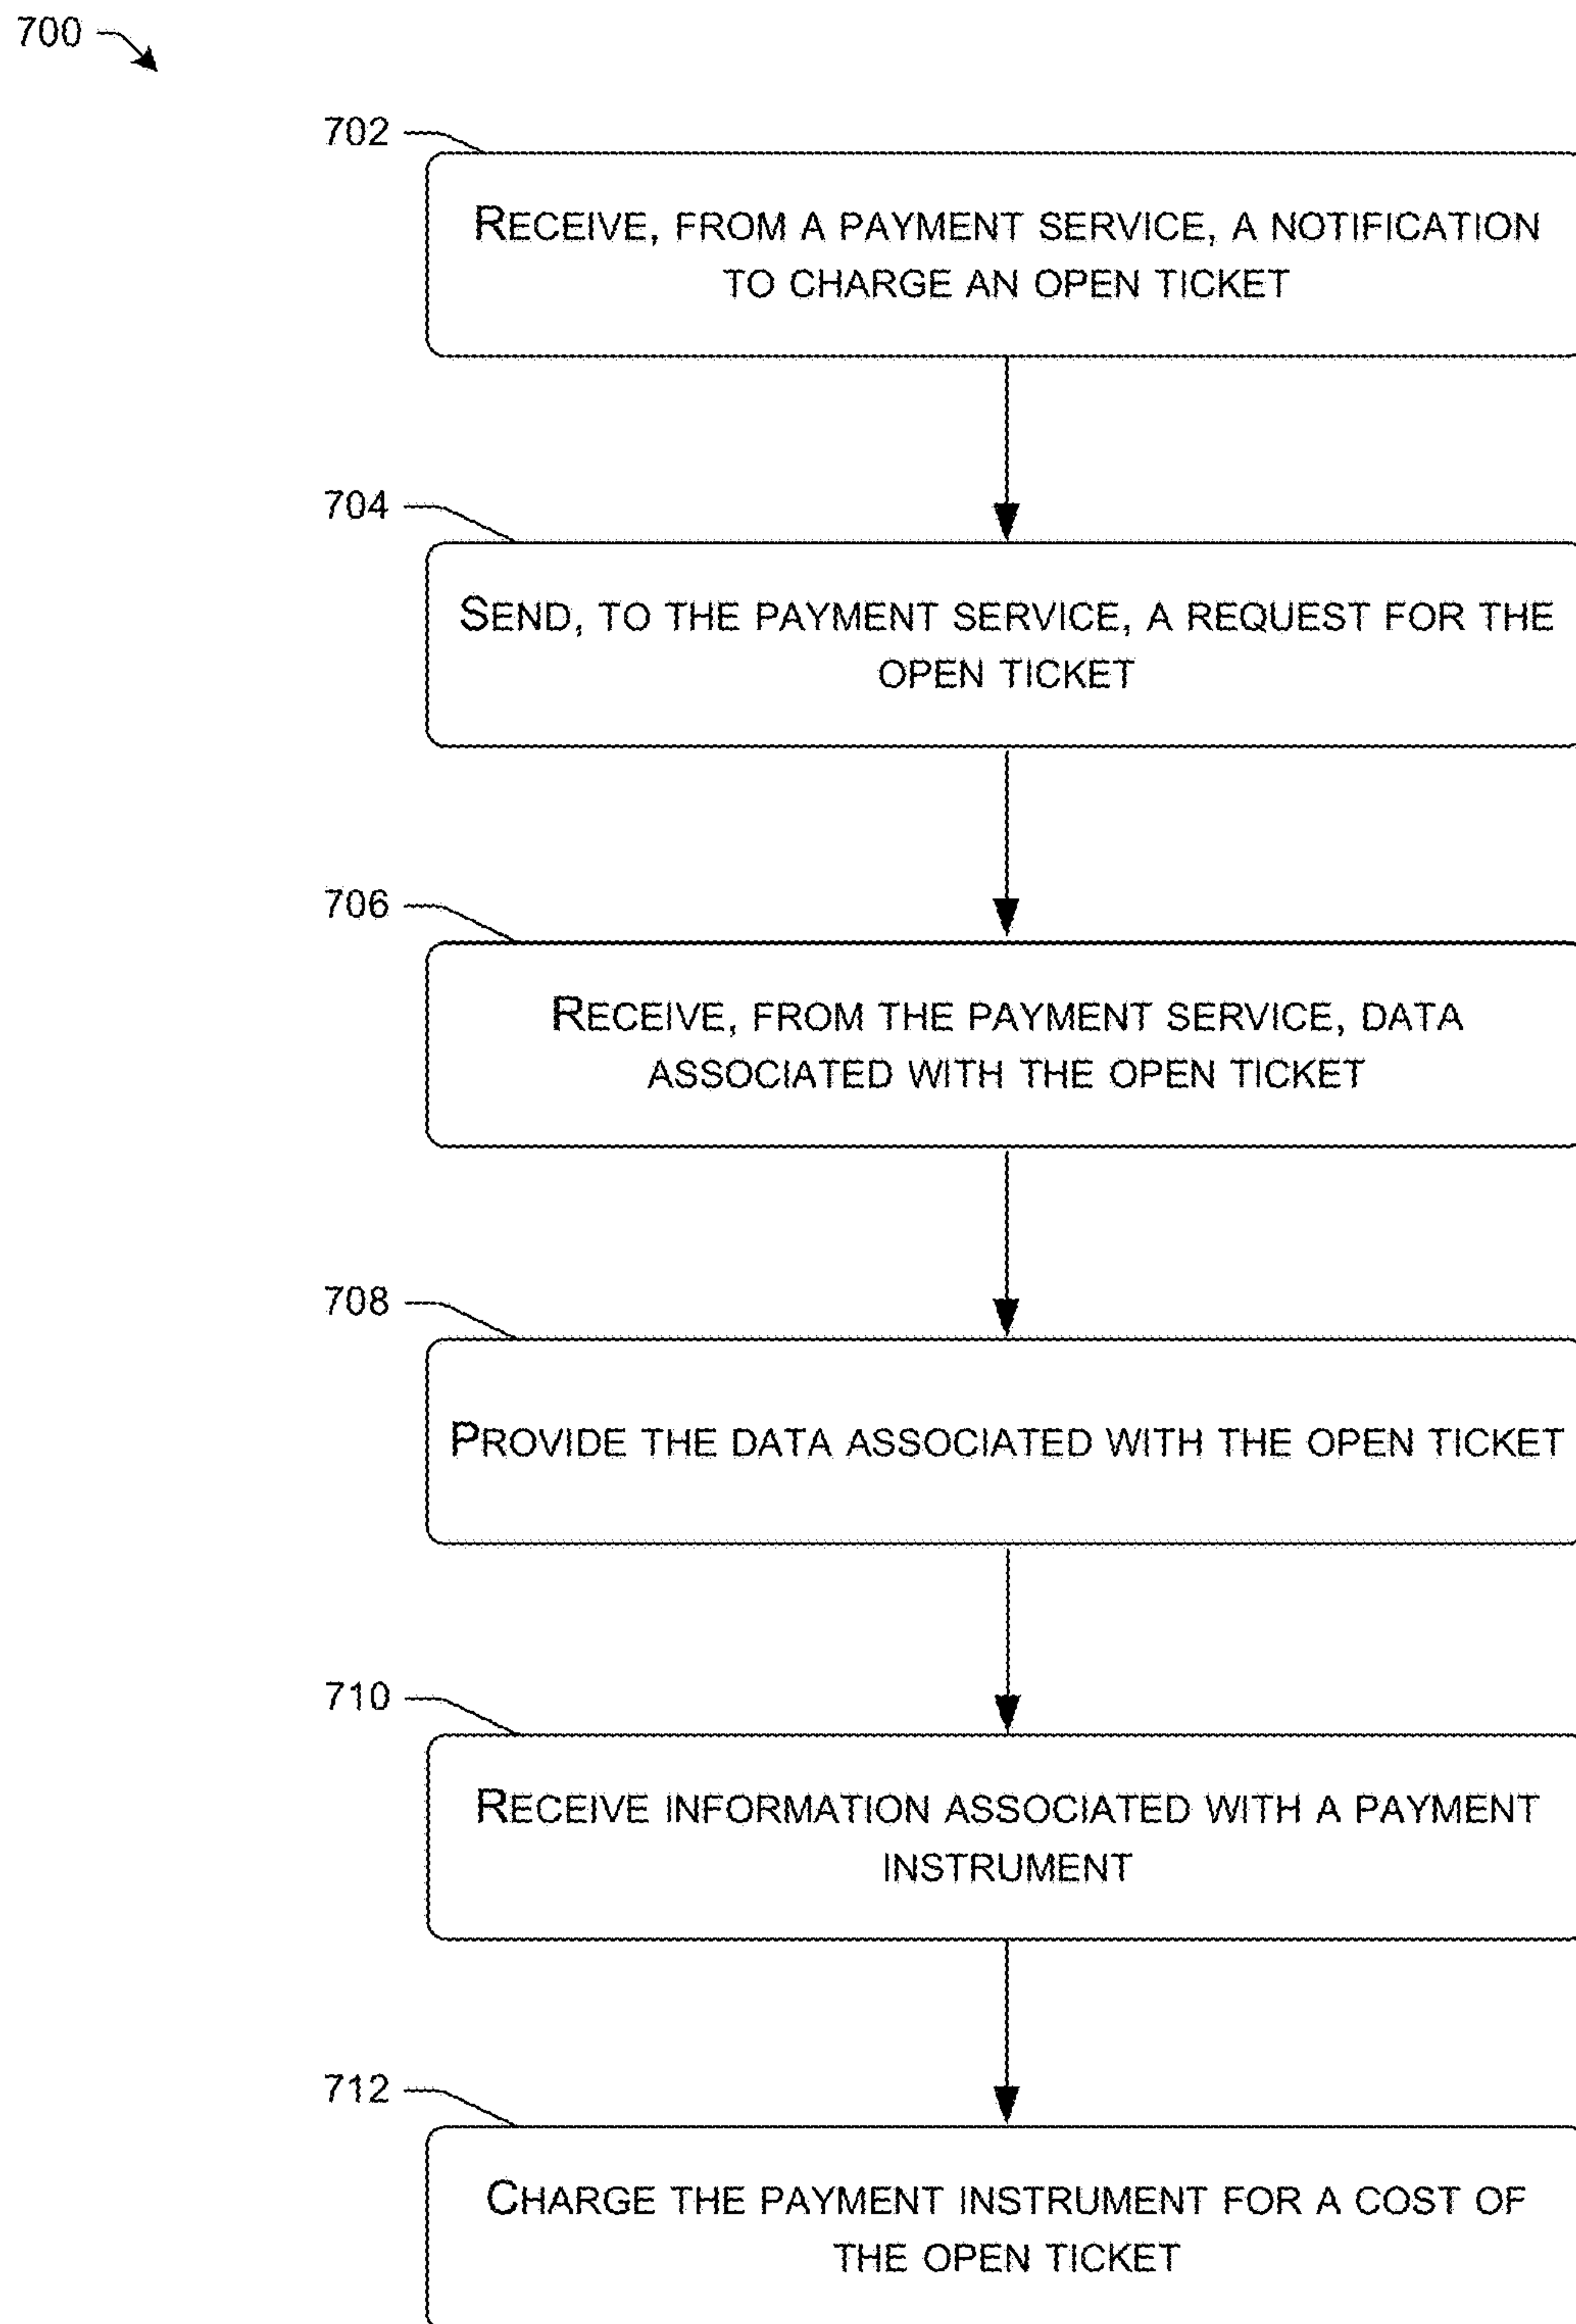 700
702
RECEIVE, FROM A PAYMENT SERVICE, A NOTIFICATION
TO CHARGE AN OPEN TICKET
704
SEND, TO THE PAYMENT SERVICE, A REQUEST FOR THE
OPEN TICKET
706
RECEIVE, FROM THE PAYMENT SERVICE, DATA
ASSOCIATED WITH THE OPEN TICKET
708
PROVIDE THE DATA ASSOCIATED WITH THE OPEN TICKET
710
RECEIVE INFORMATION ASSOCIATED WITH A PAYMENT
INSTRUMENT
712
CHARGE THE PAYMENT INSTRUMENT FOR A COST OF
THE OPEN TICKET